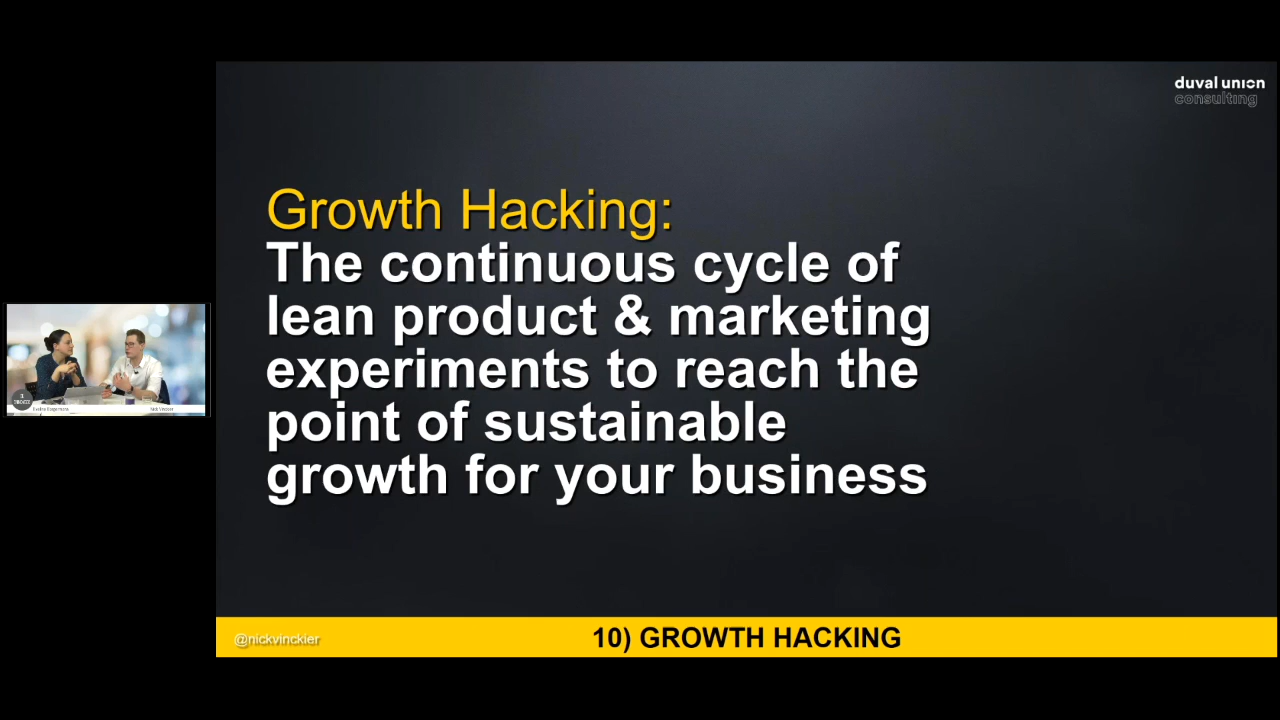 duval union
consulting
Growth Hacking:
The continuous cycle of
lean product & marketing
experiments to reach the
point of sustainable
growth for your business
@nickvinckier
10) GROWTH HACKING